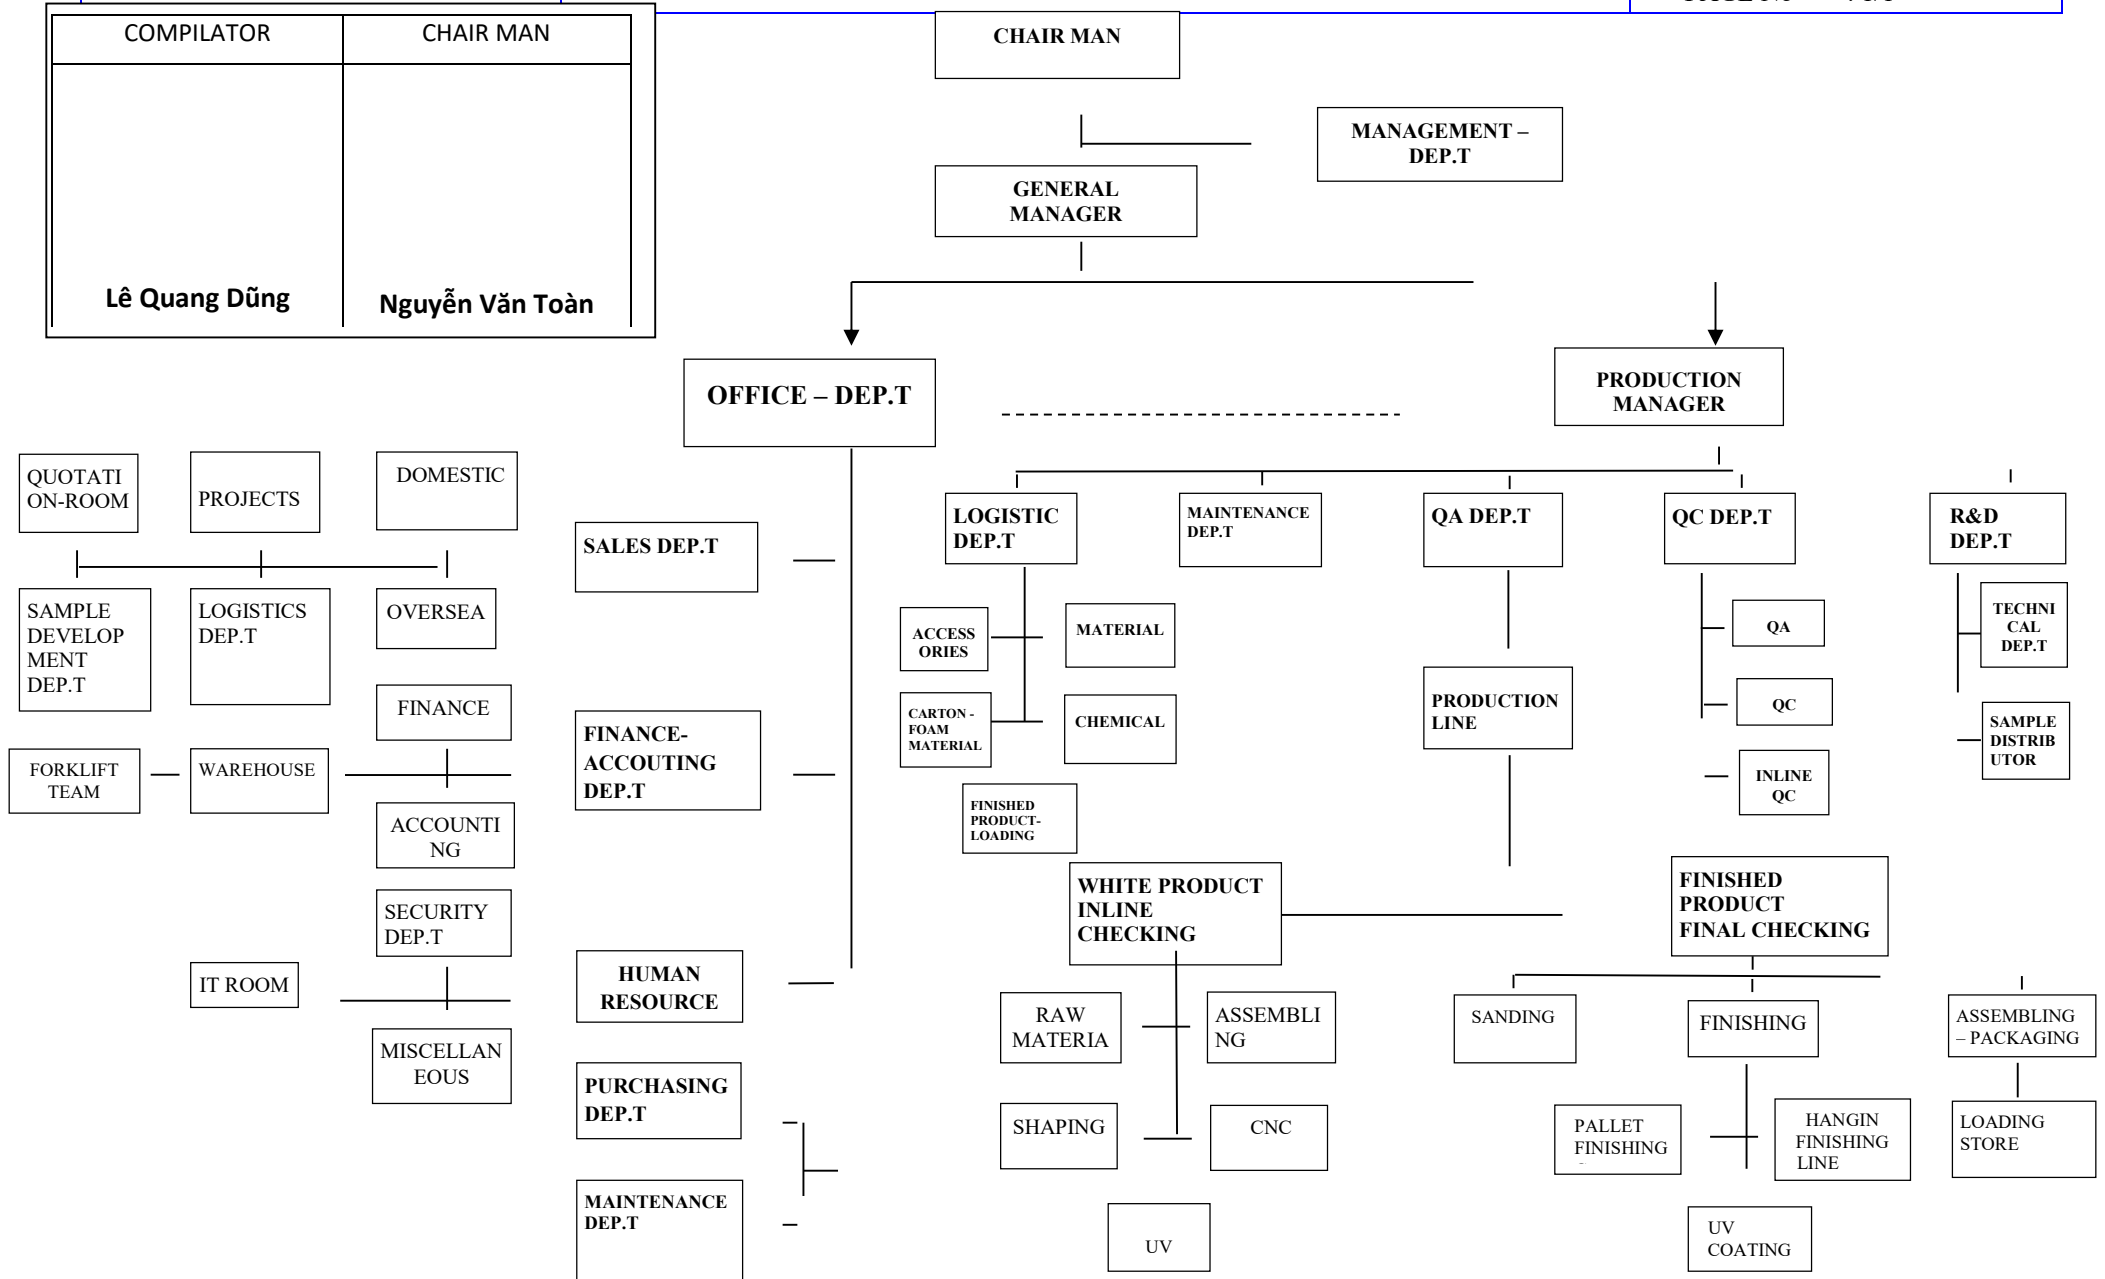 COMPILATOR
CHAIR MAN
Lê Quang Dũng
Nguyễn Văn Toàn
CHAIR MAN
MANAGEMENT –
DEP.T
GENERAL
MANAGER
OFFICE – DEP.T
PRODUCTION
MANAGER
QUOTATI
ON-ROOM
PROJECTS
DOMESTIC
SAMPLE
DEVELOP
MENT
DEP.T
LOGISTICS
DEP.T
OVERSEA
SALES DEP.T
FINANCE
FORKLIFT
TEAM
WAREHOUSE
ACCOUNTI
NG
FINANCE-
ACCOUTING
DEP.T
SECURITY
DEP.T
IT ROOM
MISCELLAN
EOUS
HUMAN
RESOURCE
PURCHASING
DEP.T
MAINTENANCE
DEP.T
LOGISTIC
DEP.T
MAINTENANCE
DEP.T
QA DEP.T
QC DEP.T
R&D
DEP.T
ACCESS
ORIES
MATERIAL
CARTON -
FOAM
MATERIAL
CHEMICAL
FINISHED
PRODUCT-
LOADING
PRODUCTION
LINE
QA
QC
INLINE
QC
TECHNI
CAL
DEP.T
SAMPLE
DISTRIB
UTOR
WHITE PRODUCT
INLINE
CHECKING
FINISHED
PRODUCT
FINAL CHECKING
RAW
MATERIA
ASSEMBLI
NG
SHAPING
CNC
UV
SANDING
FINISHING
ASSEMBLING
– PACKAGING
PALLET
FINISHING
HANGIN
FINISHING
LINE
LOADING
STORE
UV
COATING